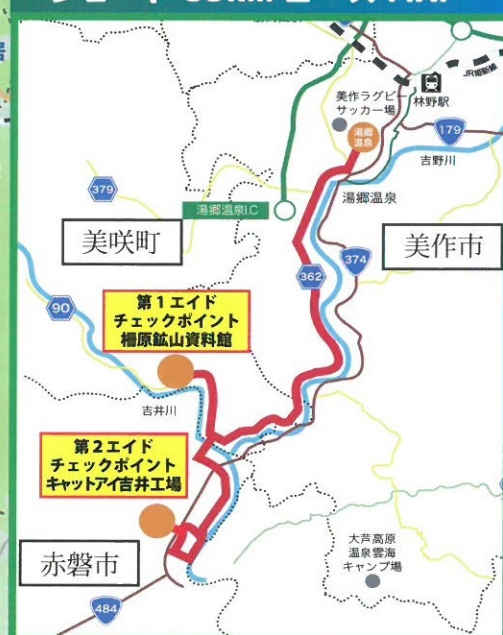 JR姫新線
林野駅
美作ラグビー
サッカー場
湯郷
温泉
179
吉野川
湯郷温泉
379
湯郷温泉I.C
美咲町
美作市
374
362
90
第1エイド
チェックポイント
柵原鉱山資料館
吉井川
第2エイド
チェックポイント
キャットアイ吉井工場
大芦高原
温泉雲海
キャンプ場
赤磐市
484